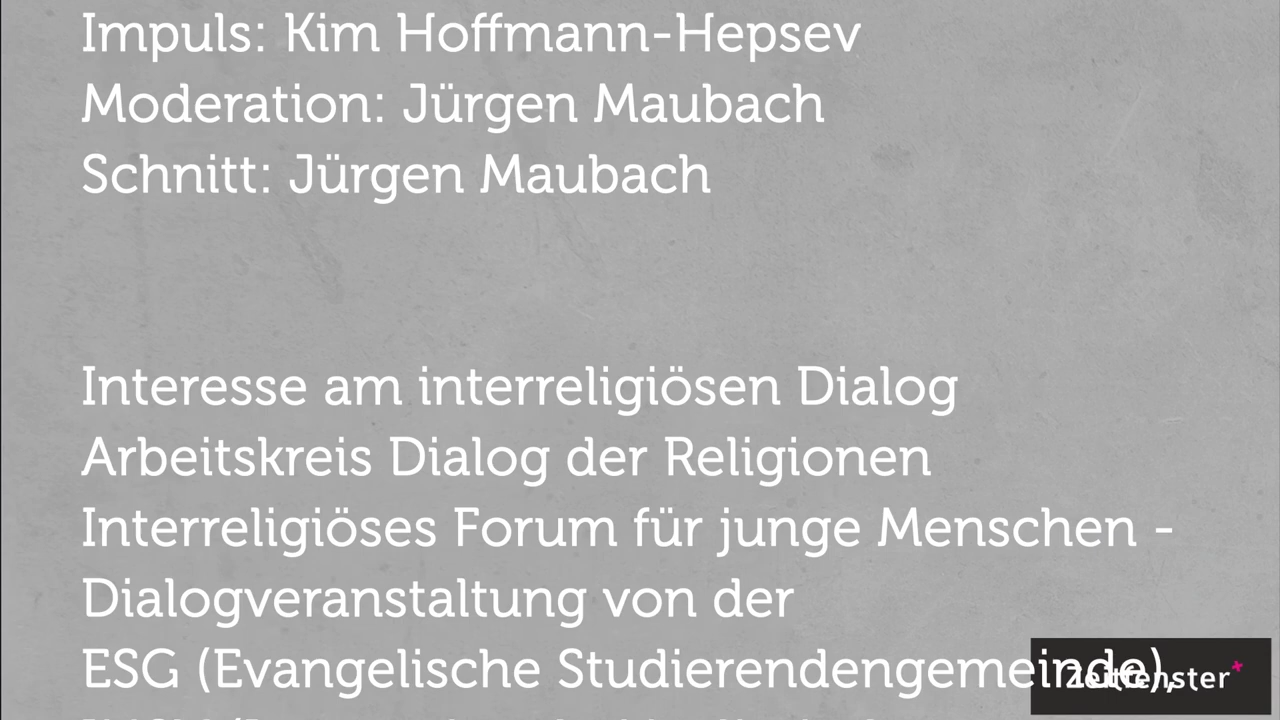 Impuls: Kim Hoffmann-Hepsev
Moderation: Jürgen Maubach
Schnitt: Jürgen Maubach
Interesse am interreligiösen Dialog
Arbeitskreis Dialog der Religionen
Interreligiöses Forum für junge Menschen -
Dialogveranstaltung von der
ESG (Evangelische Studierendengemeinde),
Zeitfenster